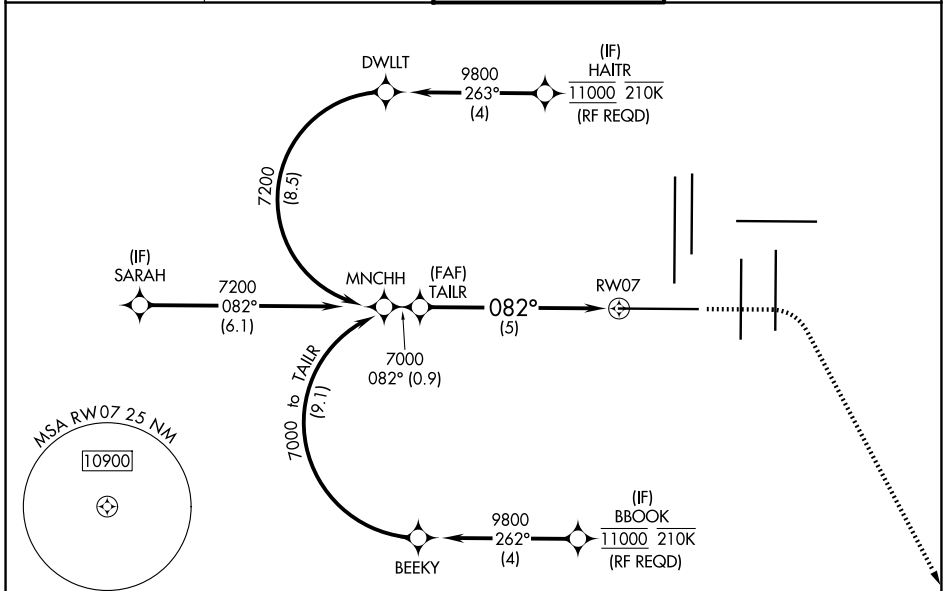 DWLLT
9800
263°
(4)
(IF)
HAITR
11000 210K
(RF REQD)
7200
(8.5)
(IF)
SARAH
7200
082°
(6.1)
MNCHH
(FAF)
TAILR
082°
(5)
RW07
7000
082° (0.9)
7000 to TAILR
(9.1)
MSA RW07 25 NM
10900
BEEKY
9800
262°
(4)
(IF)
BBOOK
11000 210K
(RF REQD)